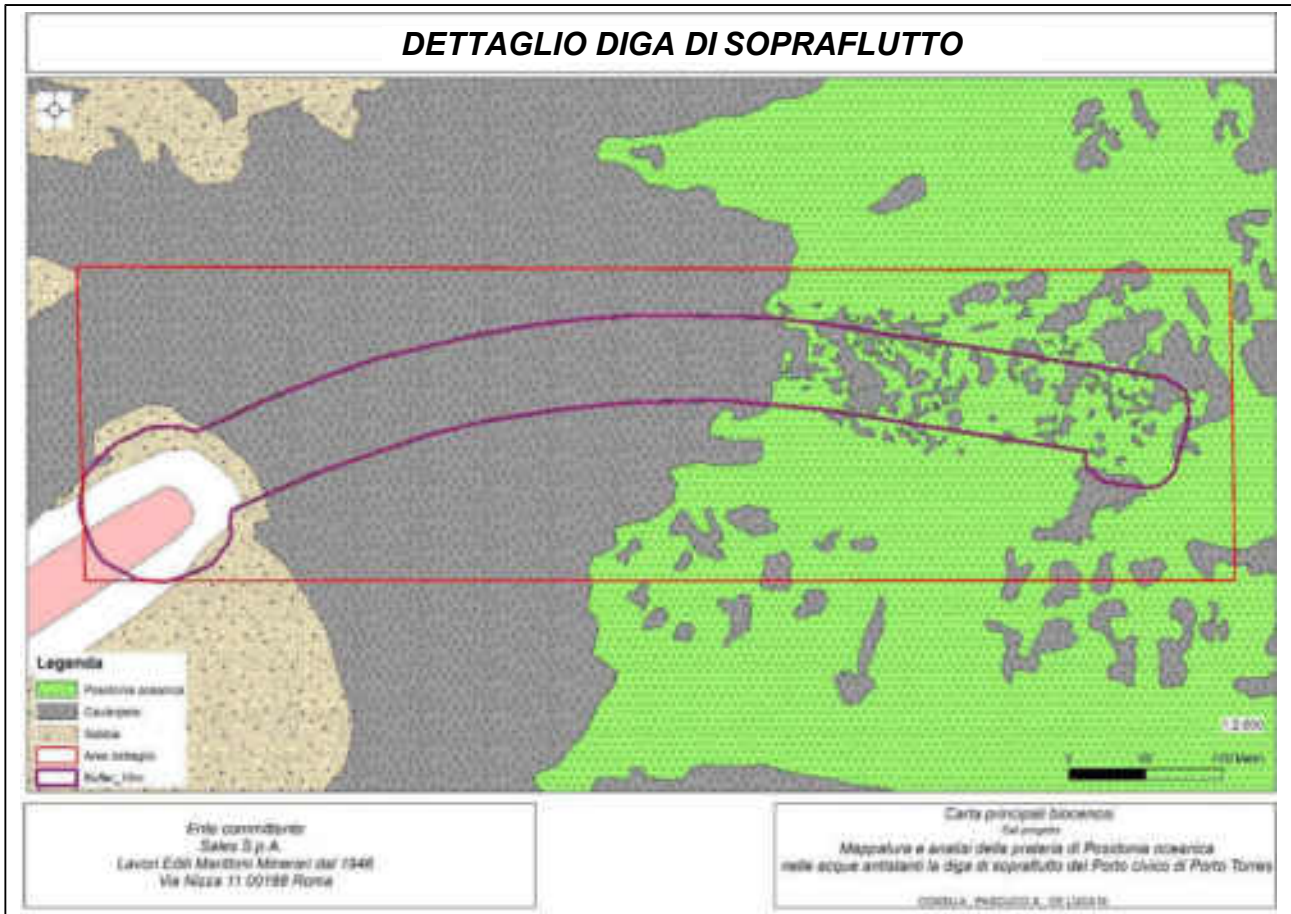 DETTAGLIO DIGA DI SOPRAFLUTTO
Legenda
Posidonia oceanica
Sabbia
Area dettaglio
Ente committente
Sales S.p.A.
Lavori Edili Marittimi Minerari dal 1946
Via Nizza 11 00198 Roma
Carta principali biocenosi
Dal progetto
Mappatura e analisi della prateria di Posidonia oceanica
nelle acque antistanti la diga di sopraflutto del Porto civico di Porto Torres